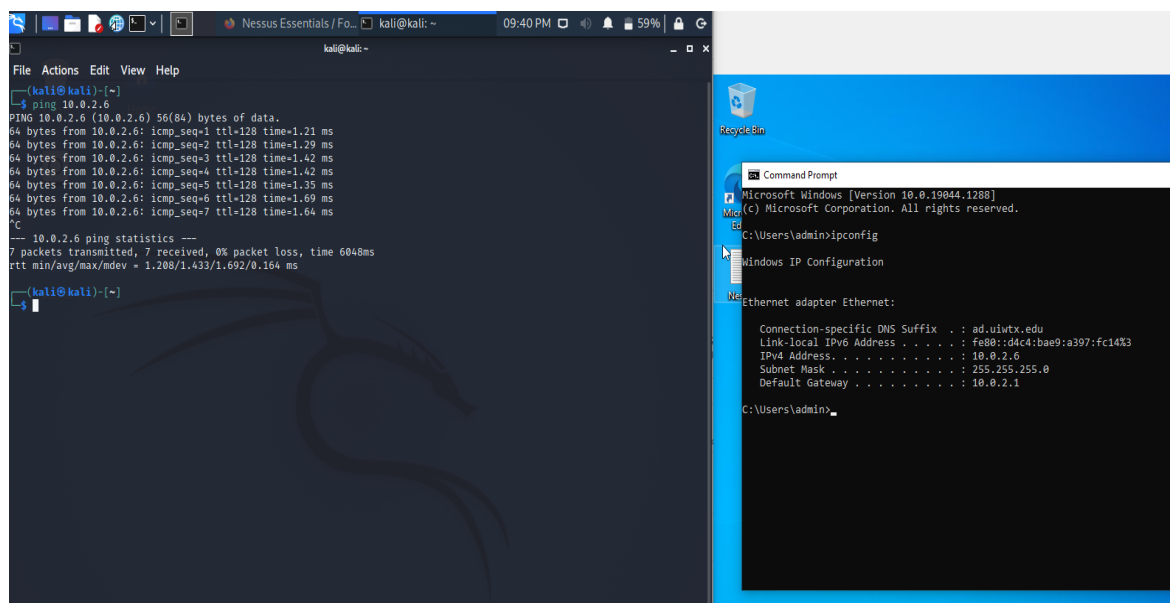 Nessus Essentials / Fo...
kali@kali: ~
09:40 PM
59%
kali@kali: ~
File Actions Edit View Help
┌──(kali㉿kali)-[~]
└─$ ping 10.0.2.6
PING 10.0.2.6 (10.0.2.6) 56(84) bytes of data.
64 bytes from 10.0.2.6: icmp_seq=1 ttl=128 time=1.21 ms
64 bytes from 10.0.2.6: icmp_seq=2 ttl=128 time=1.29 ms
64 bytes from 10.0.2.6: icmp_seq=3 ttl=128 time=1.42 ms
64 bytes from 10.0.2.6: icmp_seq=4 ttl=128 time=1.42 ms
64 bytes from 10.0.2.6: icmp_seq=5 ttl=128 time=1.35 ms
64 bytes from 10.0.2.6: icmp_seq=6 ttl=128 time=1.69 ms
64 bytes from 10.0.2.6: icmp_seq=7 ttl=128 time=1.64 ms
^C
--- 10.0.2.6 ping statistics ---
7 packets transmitted, 7 received, 0% packet loss, time 6048ms
rtt min/avg/max/mdev = 1.208/1.433/1.692/0.164 ms
┌──(kali㉿kali)-[~]
└─$
Recycle Bin
Micr
Ed
Nes
Command Prompt
Microsoft Windows [Version 10.0.19044.1288]
(c) Microsoft Corporation. All rights reserved.
C:\Users\admin>ipconfig
Windows IP Configuration
Ethernet adapter Ethernet:
Connection-specific DNS Suffix . : ad.uiwtx.edu
Link-local IPv6 Address . . . . . : fe80::d4c4:bae9:a397:fc14%3
IPv4 Address. . . . . . . . . . . : 10.0.2.6
Subnet Mask . . . . . . . . . . . : 255.255.255.0
Default Gateway . . . . . . . . . : 10.0.2.1
C:\Users\admin>